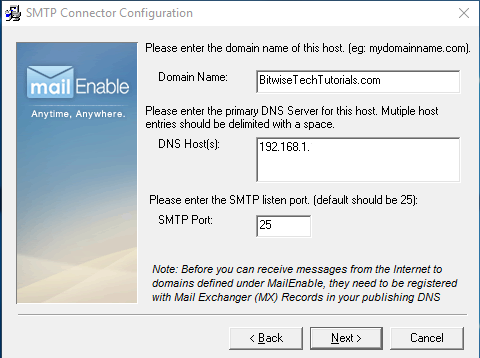 SMTP Connector Configuration
Please enter the domain name of this host. (eg: mydomainname.com).
mailEnable
Domain Name:
BitwiseTechTutorials.com
Anytime, Anywhere.
Please enter the primary DNS Server for this host. Mutiple host
entries should be delimited with a space.
DNS Host(s):
192.168.1.
Please enter the SMTP listen port. (default should be 25):
SMTP Port:
25
Note: Before you can receive messages from the Internet to
domains defined under MailEnable, they need to be registered
with Mail Exchanger (MX) Records in your publishing DNS
< Back
Next >
Cancel